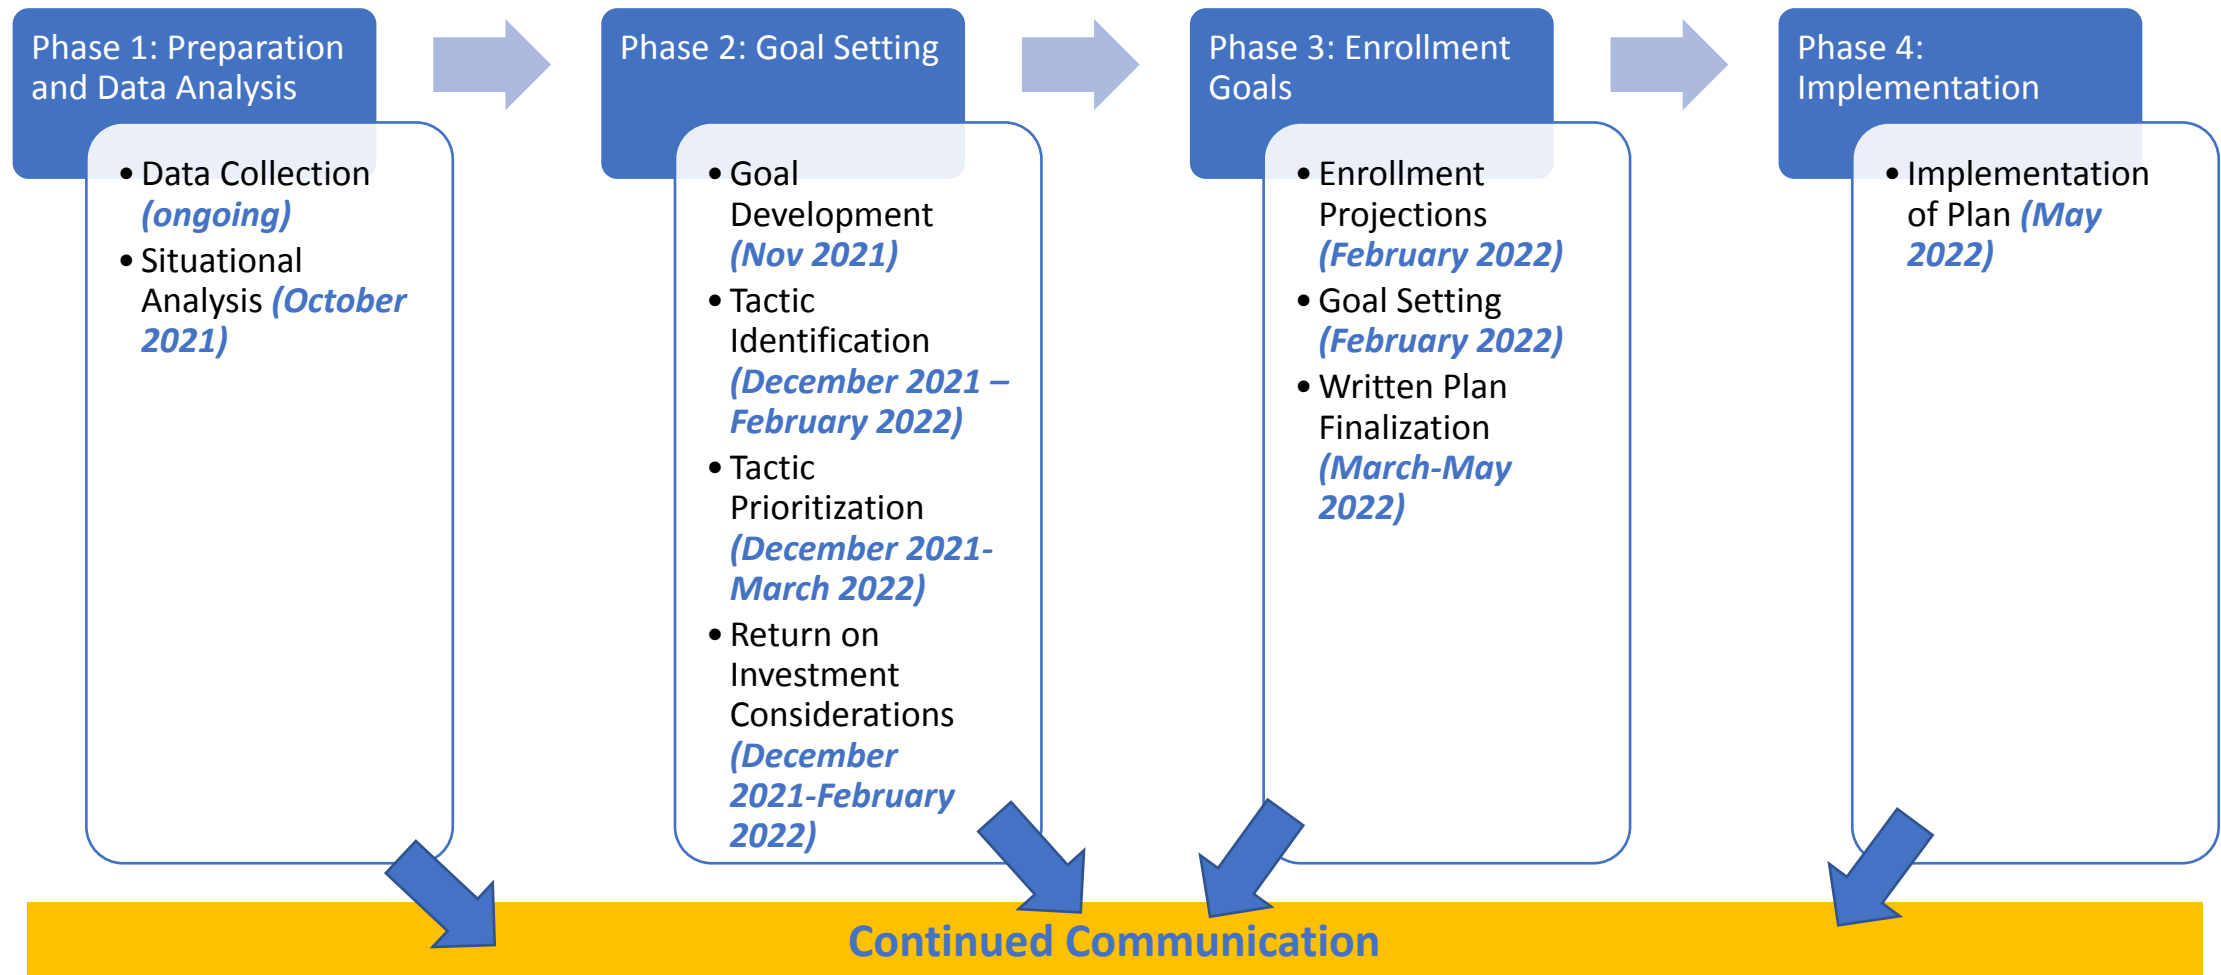 Phase 1: Preparation
and Data Analysis
• Data Collection
(ongoing)
• Situational
Analysis (October
2021)
Phase 2: Goal Setting
• Goal
Development
(Nov 2021)
• Tactic
Identification
(December 2021 –
February 2022)
• Tactic
Prioritization
(December 2021-
March 2022)
• Return on
Investment
Considerations
(December
2021-February
2022)
Phase 3: Enrollment
Goals
• Enrollment
Projections
(February 2022)
• Goal Setting
(February 2022)
• Written Plan
Finalization
(March-May
2022)
Phase 4:
Implementation
• Implementation
of Plan (May
2022)
Continued Communication